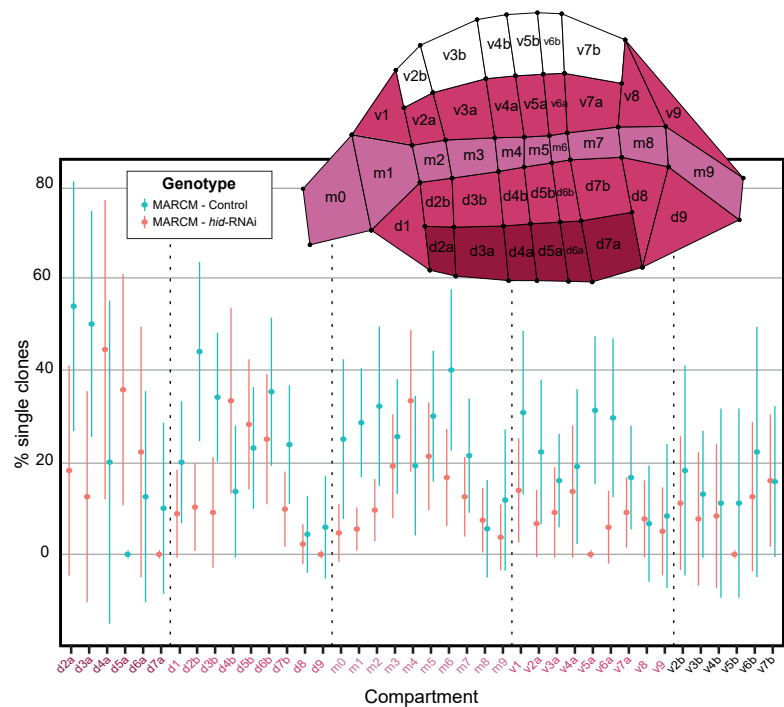 v2b v3b v4b v5b v6b v7b
v1 v2a v3a v4a v5a v6a v7a v8 v9
m0 m1 m2 m3 m4 m5 m6 m7 m8 m9
d1 d2b d3b d4b d5b d6b d7b d8 d9
d2a d3a d4a d5a d6a d7a
Genotype
MARCM - Control
MARCM - hid-RNAi
% single clones
80
60
40
20
0
d2a d3a d4a d5a d6a d7a d1 d2b d3b d4b d5b d6b d7b d8 d9 m0 m1 m2 m3 m4 m5 m6 m7 m8 m9 v1 v2a v3a v4a v5a v6a v7a v8 v9 v2b v3b v4b v5b v6b v7b
Compartment